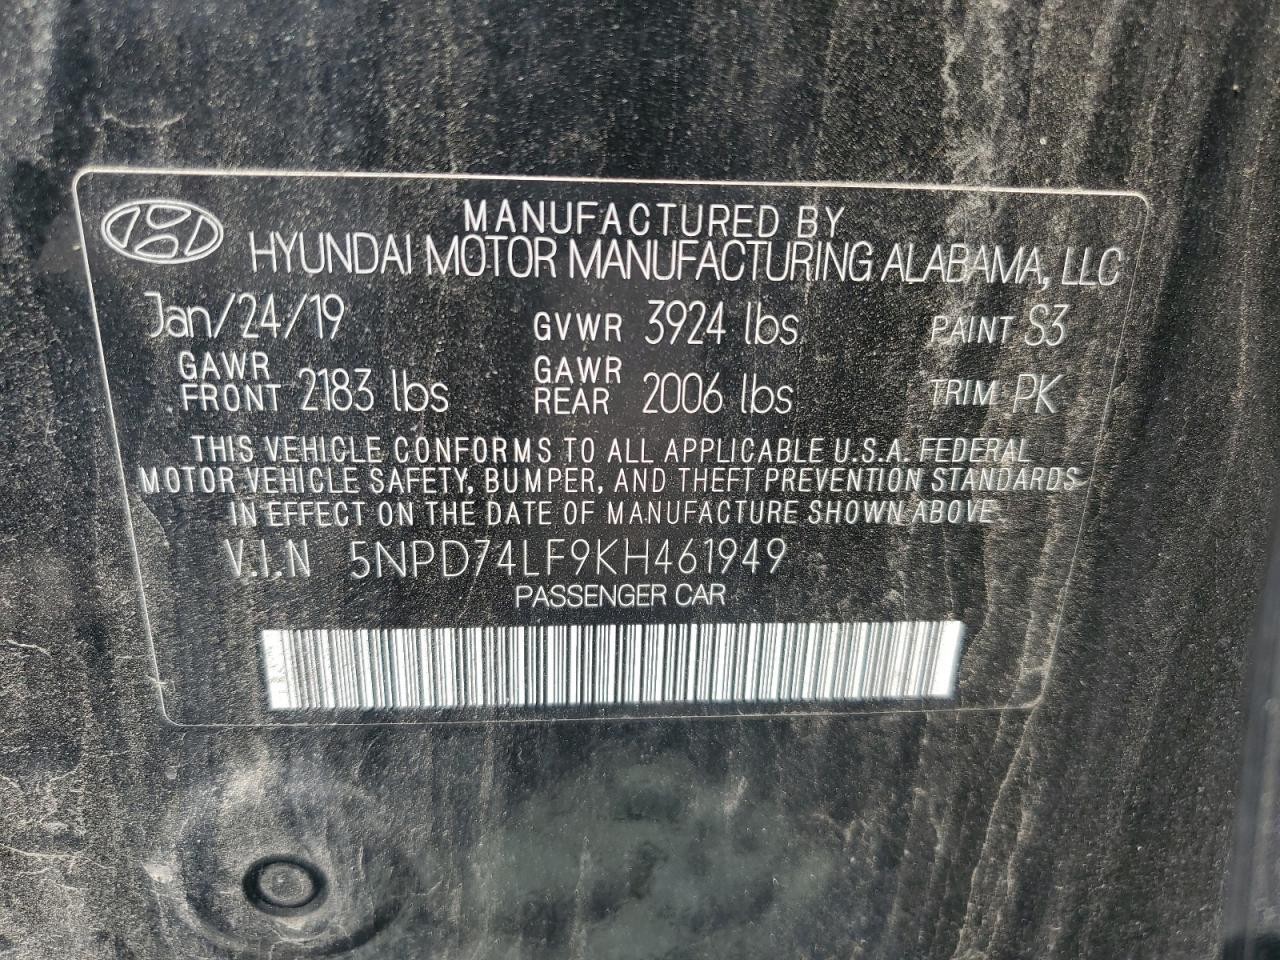 MANUFACTURED BY
HYUNDAI MOTOR MANUFACTURING ALABAMA, LLC
Jan/24/19 GVWR 3924 lbs PAINT S3
GAWR FRONT 2183 lbs GAWR REAR 2006 lbs TRIM PK
THIS VEHICLE CONFORMS TO ALL APPLICABLE U.S.A. FEDERAL
MOTOR VEHICLE SAFETY, BUMPER, AND THEFT PREVENTION STANDARDS
IN EFFECT ON THE DATE OF MANUFACTURE SHOWN ABOVE
V.I.N 5NPD74LF9KH461949
PASSENGER CAR